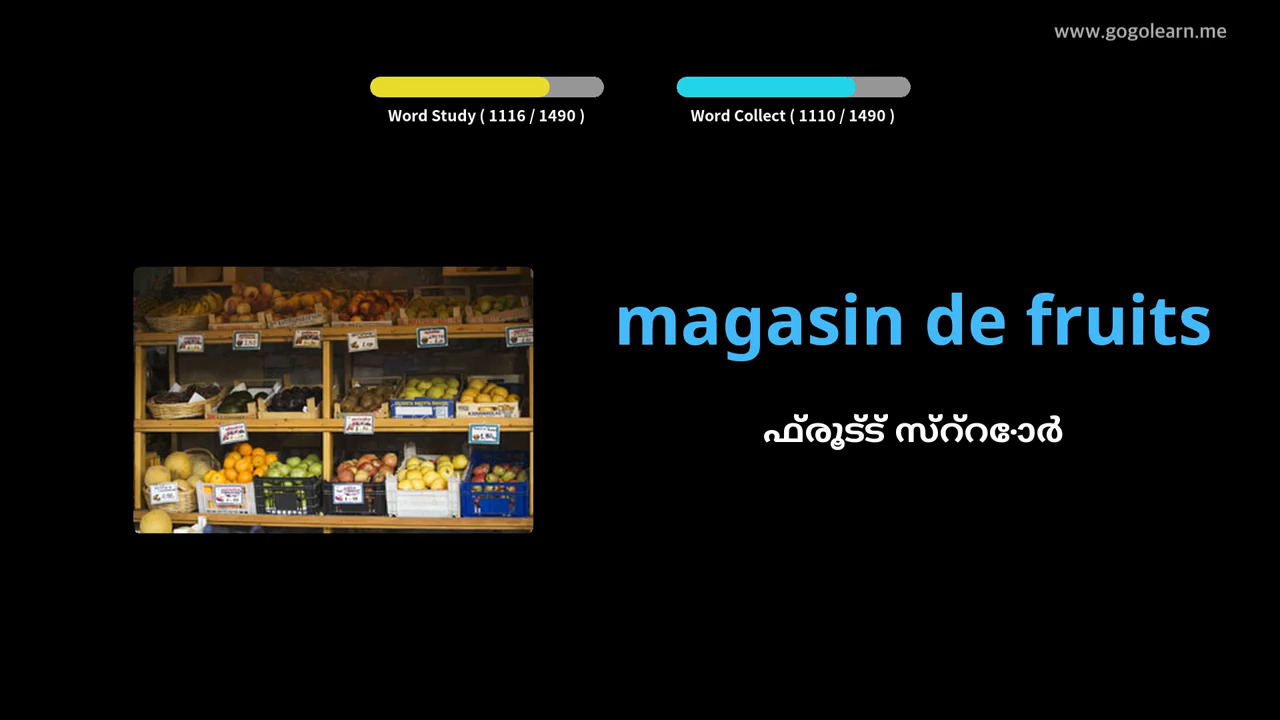 www.gogolearn.me
Word Study ( 1116 / 1490 )
Word Collect ( 1110 / 1490 )
magasin de fruits
ഫ്രൂട്ട് സ്റ്റോർ